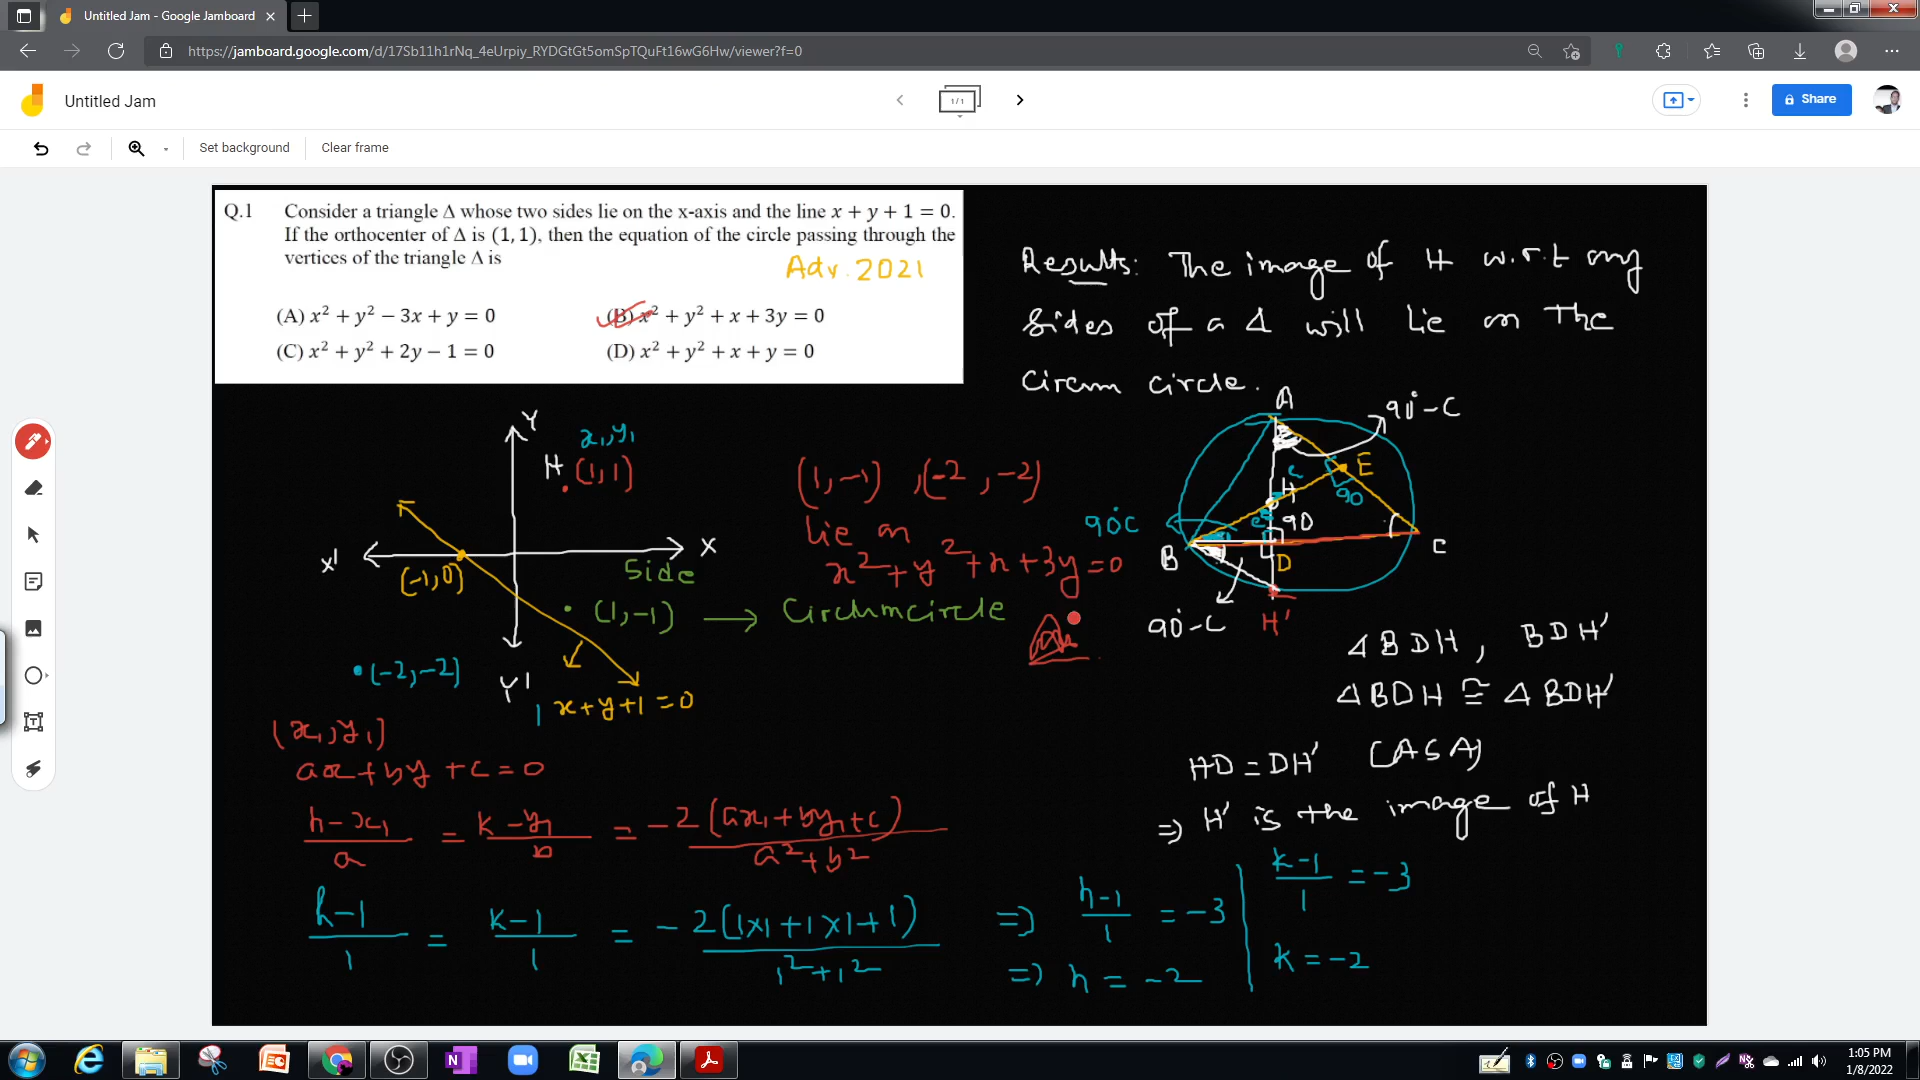 Untitled Jam - Google Jamboard
https://jamboard.google.com/d/17Sb11h1rNq_4eUrpiy_RYDGtGt5omSpTQuFt16wG6Hw/viewer?f=0
Untitled Jam
1/1
Share
Set background
Clear frame
Q.1 Consider a triangle Δ whose two sides lie on the x-axis and the line x + y + 1 = 0.
If the orthocenter of Δ is (1, 1), then the equation of the circle passing through the
vertices of the triangle Δ is
Adv. 2021
(A) x² + y² − 3x + y = 0
(B) x² + y² + x + 3y = 0
(C) x² + y² + 2y − 1 = 0
(D) x² + y² + x + y = 0
Results: The image of H w.r.t any
sides of a Δ will lie on the
Circum circle.
Y
x₁, y₁
H
(1, 1)
X'
X
(-1, 0)
Side
(1, -1) → Circumcircle
(-2, -2)
Y'
x + y + 1 = 0
(1, -1), (-2, -2)
lie on
x² + y² + x + 3y = 0
Ans
A
90° - C
E
90
C
H
90
90°C
B
D
C
90° - C
H'
Δ BDH, BDH'
Δ BDH ≅ Δ BDH'
HD = DH' (ASA)
⇒ H' is the image of H
(x₁, y₁)
ax + by + c = 0
h - x₁ / a = k - y₁ / b = -2(ax₁ + by₁ + c) / a² + b²
h - 1 / 1 = k - 1 / 1 = -2(1×1 + 1×1 + 1) / 1² + 1²
⇒ h - 1 / 1 = -3
⇒ h = -2
k - 1 / 1 = -3
k = -2
1:05 PM
1/8/2022